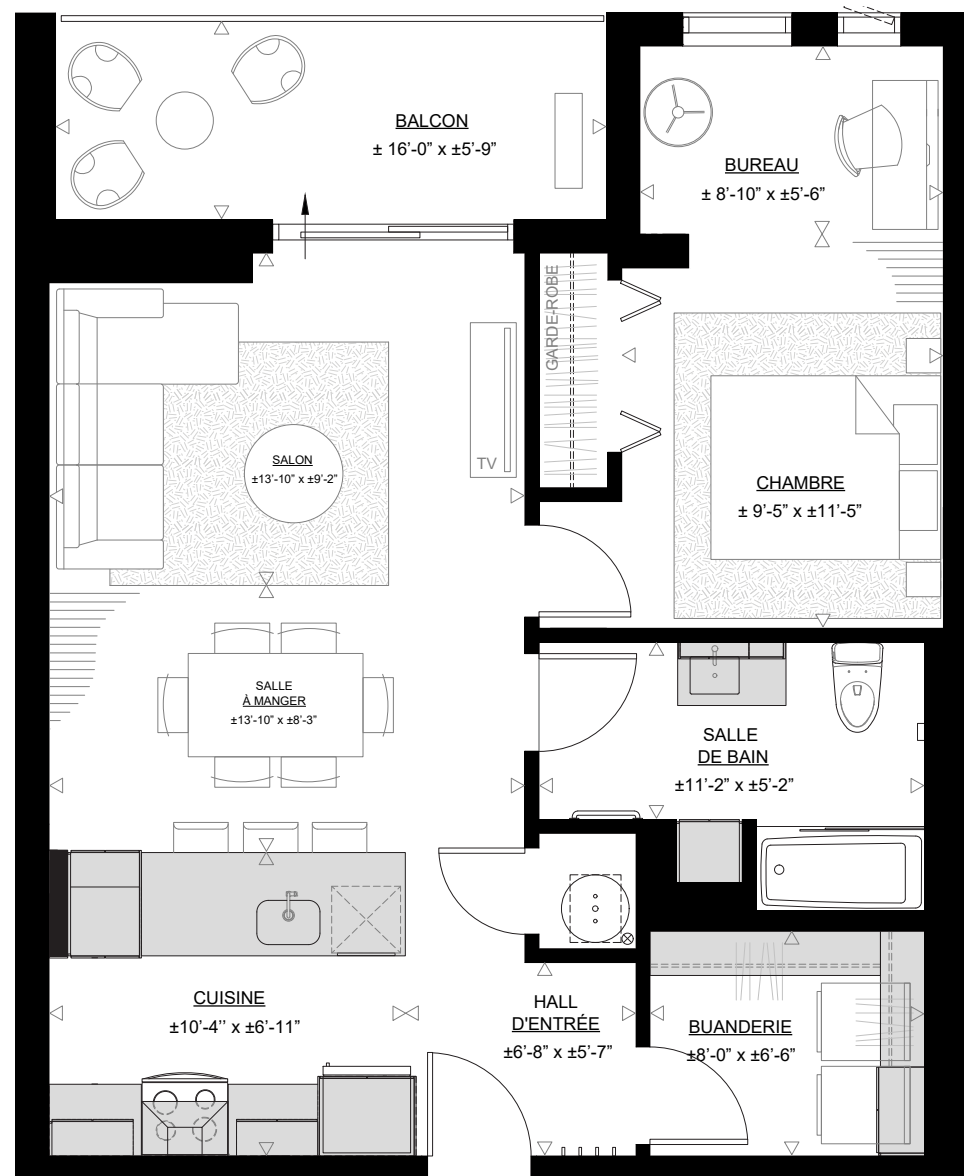 BALCON
± 16'-0” x ±5'-9”
BUREAU
± 8'-10” x ±5'-6”
GARDE-ROBE
SALON
±13'-10” x ±9'-2”
TV
CHAMBRE
± 9'-5” x ±11'-5”
SALLE
À MANGER
±13'-10” x ±8'-3”
SALLE
DE BAIN
±11'-2” x ±5'-2”
CUISINE
±10'-4'' x ±6'-11”
HALL
D'ENTRÉE
±6'-8” x ±5'-7”
BUANDERIE
±8'-0” x ±6'-6”